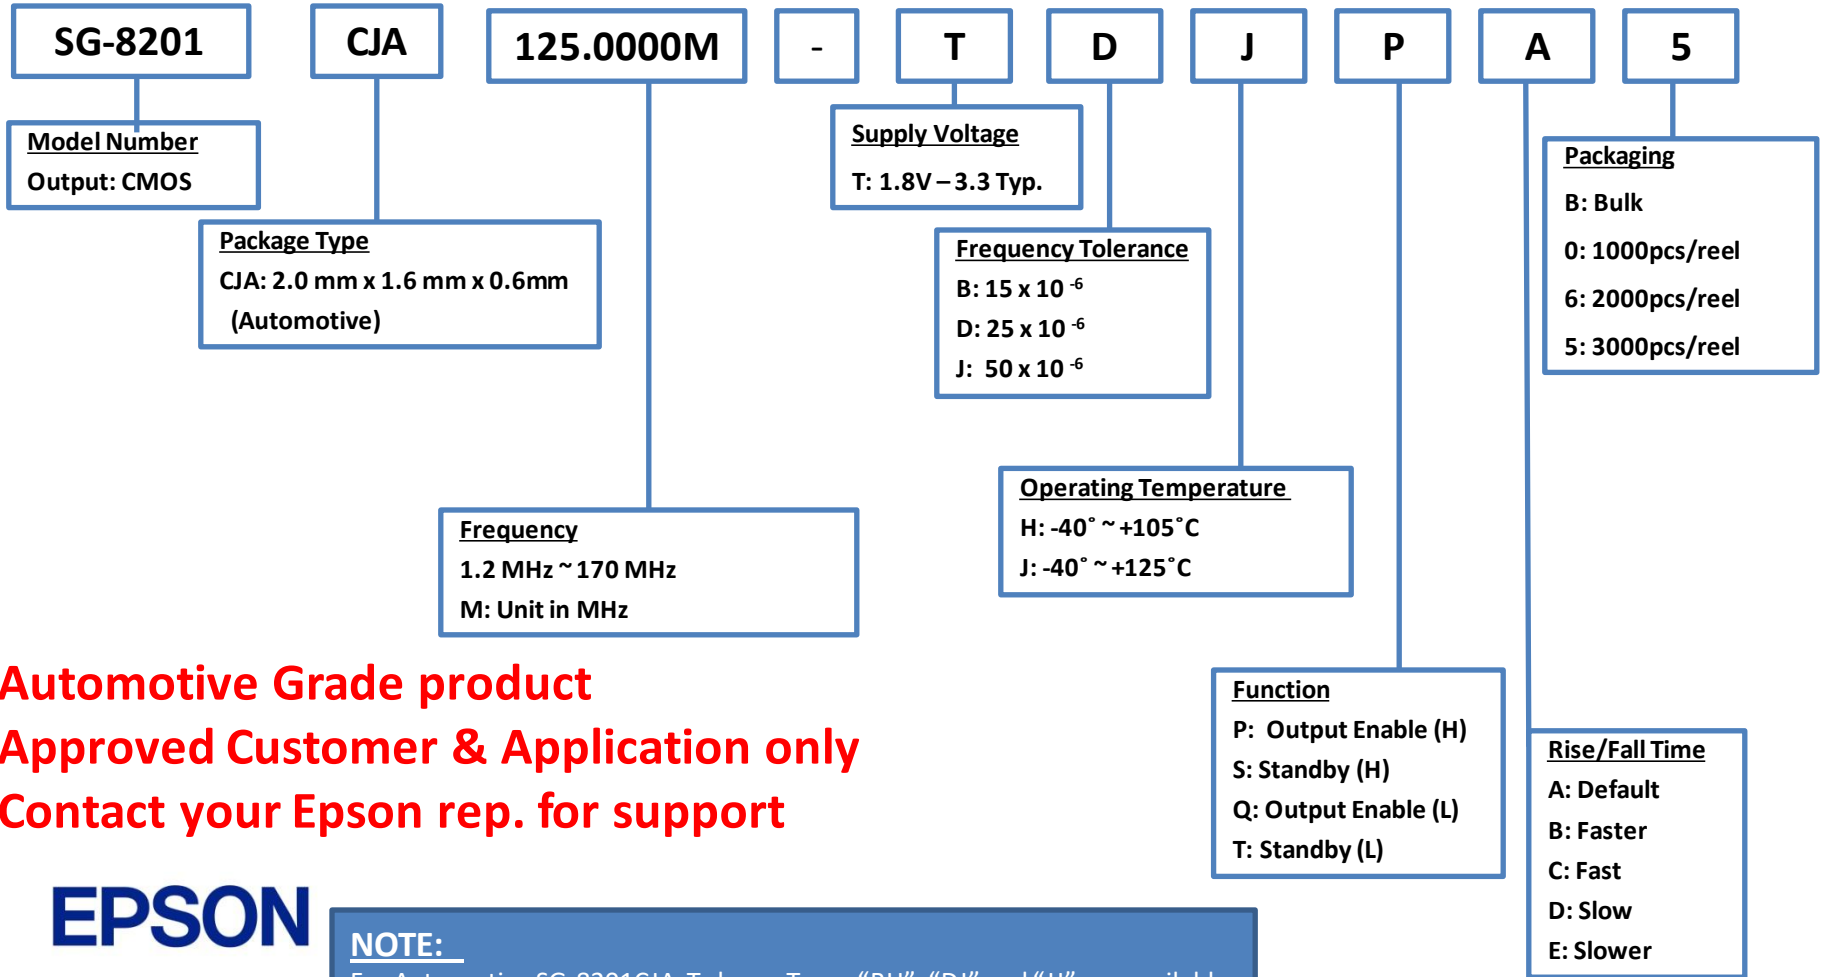 SG-8201 CJA 125.0000M - T D J P A 5
Model Number
Output: CMOS
Package Type
CJA: 2.0 mm x 1.6 mm x 0.6mm
(Automotive)
Frequency
1.2 MHz ~ 170 MHz
M: Unit in MHz
Supply Voltage
T: 1.8V – 3.3 Typ.
Frequency Tolerance
B: 15 x 10 -6
D: 25 x 10 -6
J: 50 x 10 -6
Operating Temperature
H: -40˚ ~ +105˚C
J: -40˚ ~ +125˚C
Function
P: Output Enable (H)
S: Standby (H)
Q: Output Enable (L)
T: Standby (L)
Rise/Fall Time
A: Default
B: Faster
C: Fast
D: Slow
E: Slower
Packaging
B: Bulk
0: 1000pcs/reel
6: 2000pcs/reel
5: 3000pcs/reel
Automotive Grade product
Approved Customer & Application only
Contact your Epson rep. for support
EPSON
NOTE: